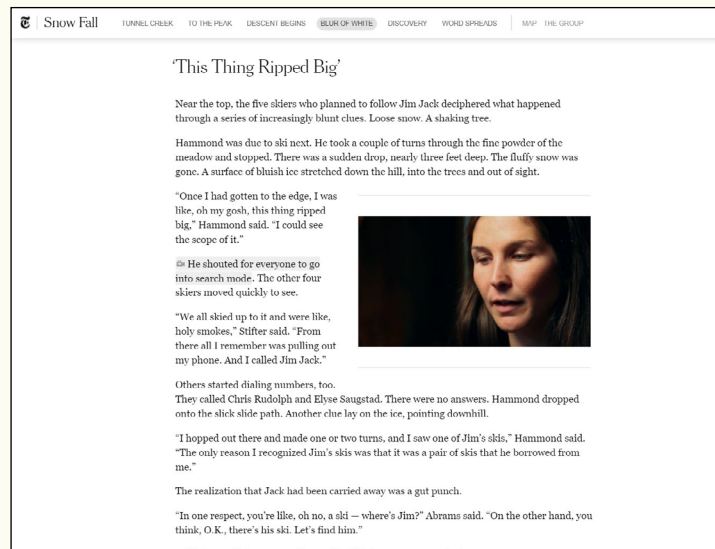 Snow Fall TUNNEL CREEK TO THE PEAK DESCENT BEGINS BLUR OF WHITE DISCOVERY WORD SPREADS MAP THE GROUP
‘This Thing Ripped Big’
Near the top, the five skiers who planned to follow Jim Jack deciphered what happened
through a series of increasingly blunt clues. Loose snow. A shaking tree.
Hammond was due to ski next. He took a couple of turns through the fine powder of the
meadow and stopped. There was a sudden drop, nearly three feet deep. The fluffy snow was
gone. A surface of bluish ice stretched down the hill, into the trees and out of sight.
“Once I had gotten to the edge, I was
like, oh my gosh, this thing ripped
big,” Hammond said. “I could see
the scope of it.”
He shouted for everyone to go
into search mode. The other four
skiers moved quickly to see.
“We all skied up to it and were like,
holy smokes,” Stifter said. “From
there all I remember was pulling out
my phone. And I called Jim Jack.”
Others started dialing numbers, too.
They called Chris Rudolph and Elyse Saugstad. There were no answers. Hammond dropped
onto the slick slide path. Another clue lay on the ice, pointing downhill.
“I hopped out there and made one or two turns, and I saw one of Jim’s skis,” Hammond said.
“The only reason I recognized Jim’s skis was that it was a pair of skis that he borrowed from
me.”
The realization that Jack had been carried away was a gut punch.
“In one respect, you’re like, oh no, a ski — where’s Jim?” Abrams said. “On the other hand, you
think, O.K., there’s his ski. Let’s find him.”